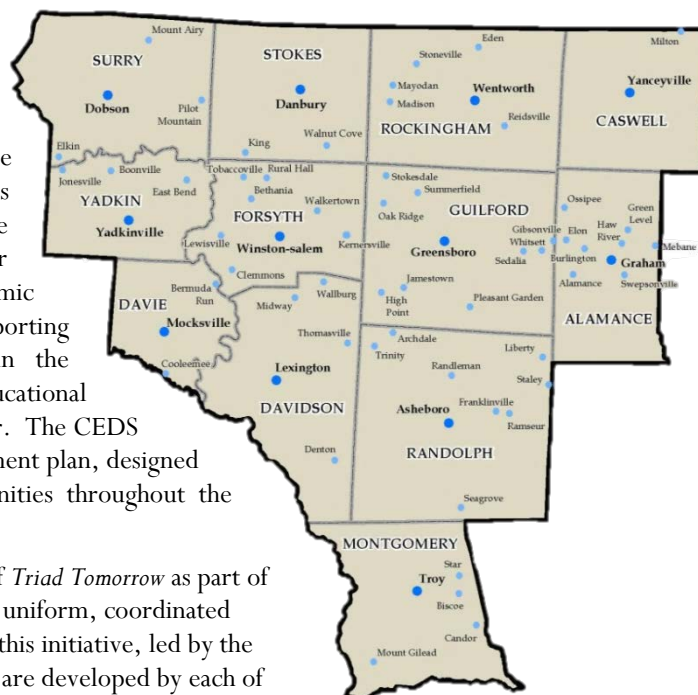 Mount Airy
SURRY
Dobson
Pilot
Mountain
Elkin
STOKES
Danbury
King
Walnut Cove
Eden
Stoneville
Mayodan
Madison
Wentworth
Reidsville
ROCKINGHAM
Milton
Yanceyville
CASWELL
Jonesville
Boonville
East Bend
YADKIN
Yadkinville
Tobaccoville
Rural Hall
Bethania
Walkertown
FORSYTH
Winston-salem
Lewisville
Kernersville
Clemmons
Stokesdale
Summerfield
Oak Ridge
GUILFORD
Greensboro
Gibsonville
Whitsett
Sedalia
Jamestown
High
Point
Pleasant Garden
Ossipee
Elon
Haw
River
Green
Level
Mebane
Burlington
Graham
Alamance
Swepsonville
ALAMANCE
Bermuda
Run
DAVIE
Mocksville
Cooleemee
Midway
Wallburg
Thomasville
Lexington
DAVIDSON
Denton
Archdale
Trinity
Liberty
Staley
Randleman
Franklinville
Asheboro
Ramseur
RANDOLPH
Seagrove
MONTGOMERY
Star
Troy
Biscoe
Candor
Mount Gilead
e
s
e
r
mic
porting
in the
ucational
r. The CEDS
ment plan, designed
nities throughout the
f Triad Tomorrow as part of
uniform, coordinated
this initiative, led by the
are developed by each of